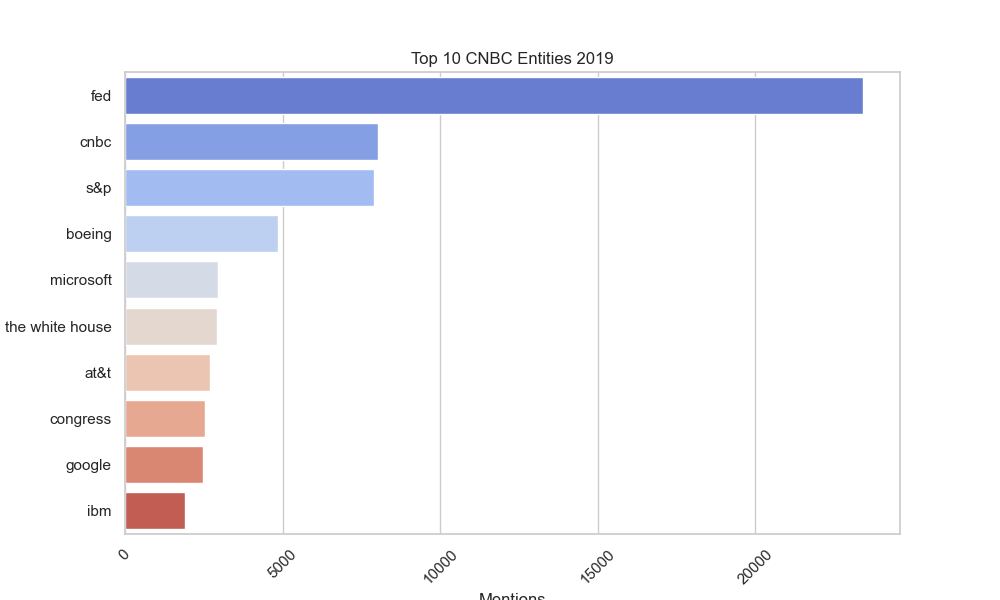 Top 10 CNBC Entities 2019
fed
cnbc
s&p
boeing
microsoft
the white house
at&t
congress
google
ibm
0
5000
10000
15000
20000
Mentions